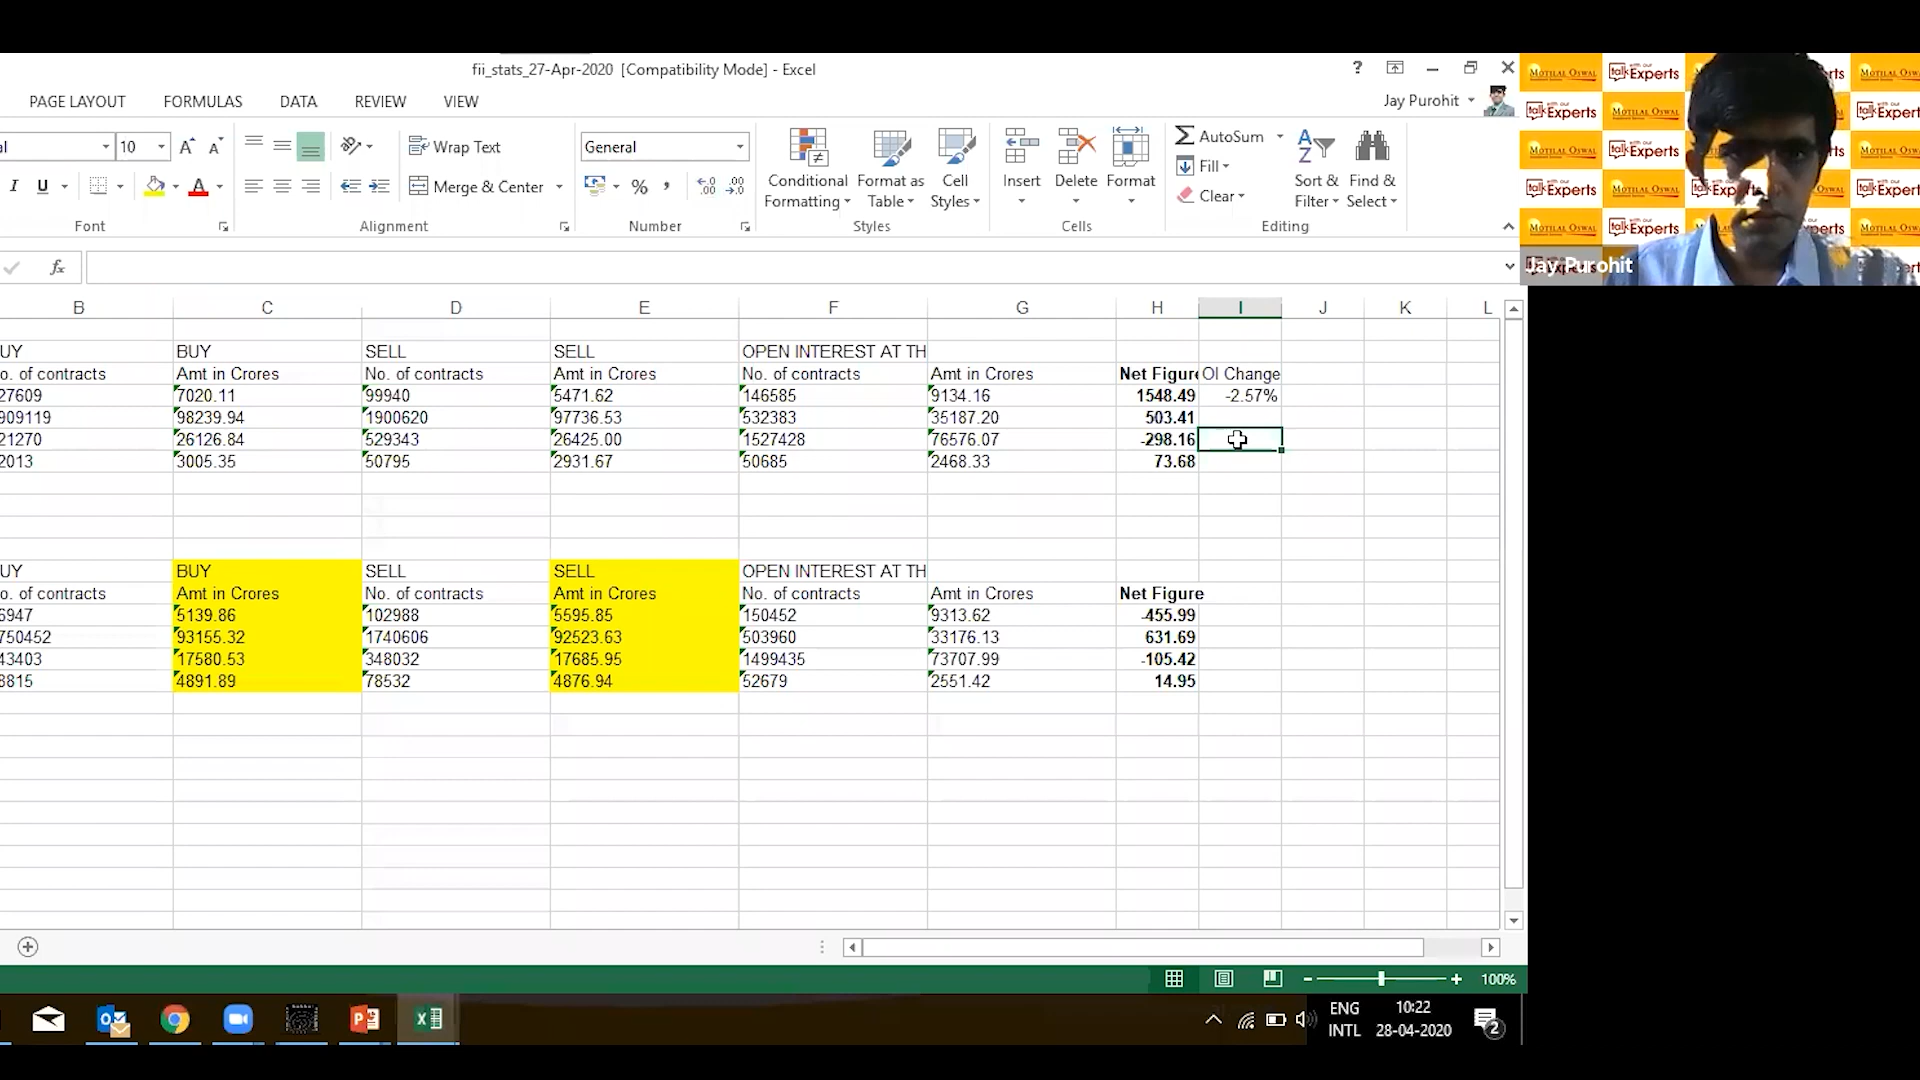 fii_stats_27-Apr-2020 [Compatibility Mode] - Excel
?
PAGE LAYOUT FORMULAS DATA REVIEW VIEW
Jay Purohit
al 10 Wrap Text General AutoSum
I U Merge & Center % , Fill
Clear
Conditional Formatting
Format as Table
Cell Styles
Insert Delete Format
Sort & Filter
Find & Select
Font Alignment Number Styles Cells Editing
fx
Jay Purohit
MOTILAL OSWAL
talk with our Experts
B C D E F G H I J K L
UY BUY SELL SELL OPEN INTEREST AT TH
o. of contracts Amt in Crores No. of contracts Amt in Crores No. of contracts Amt in Crores Net Figure OI Change
27609 7020.11 99940 5471.62 146585 9134.16 1548.49 -2.57%
909119 98239.94 1900620 97736.53 532383 35187.20 503.41
21270 26126.84 529343 26425.00 1527428 76576.07 -298.16
2013 3005.35 50795 2931.67 50685 2468.33 73.68
UY BUY SELL SELL OPEN INTEREST AT TH
o. of contracts Amt in Crores No. of contracts Amt in Crores No. of contracts Amt in Crores Net Figure
6947 5139.86 102988 5595.85 150452 9313.62 -455.99
750452 93155.32 1740606 92523.63 503960 33176.13 631.69
43403 17580.53 348032 17685.95 1499435 73707.99 -105.42
8815 4891.89 78532 4876.94 52679 2551.42 14.95
100%
ENG 10:22
INTL 28-04-2020
2